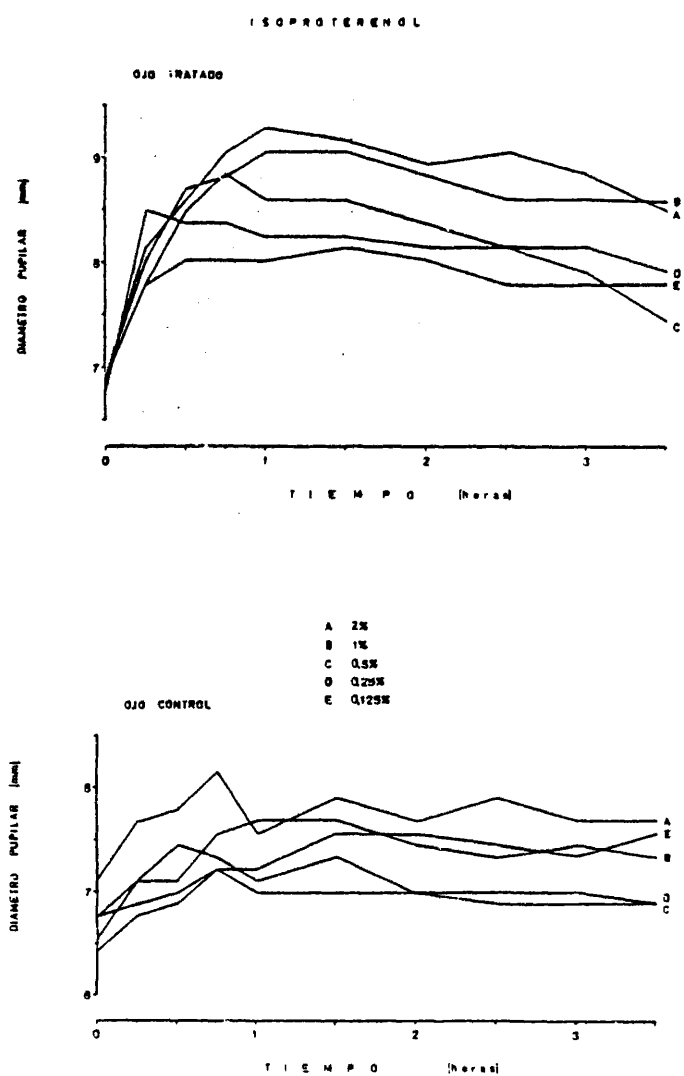 ISOPROTERENOL
OJO TRATADO
DIAMETRO PUPILAR (mm)
9
8
7
B
A
D
E
C
0 1 2 3
TIEMPO (horas)
A 2%
B 1%
C 0,5%
D 0,25%
E 0,125%
OJO CONTROL
DIAMETRO PUPILAR (mm)
8
7
6
A
E
B
D
C
0 1 2 3
TIEMPO (horas)